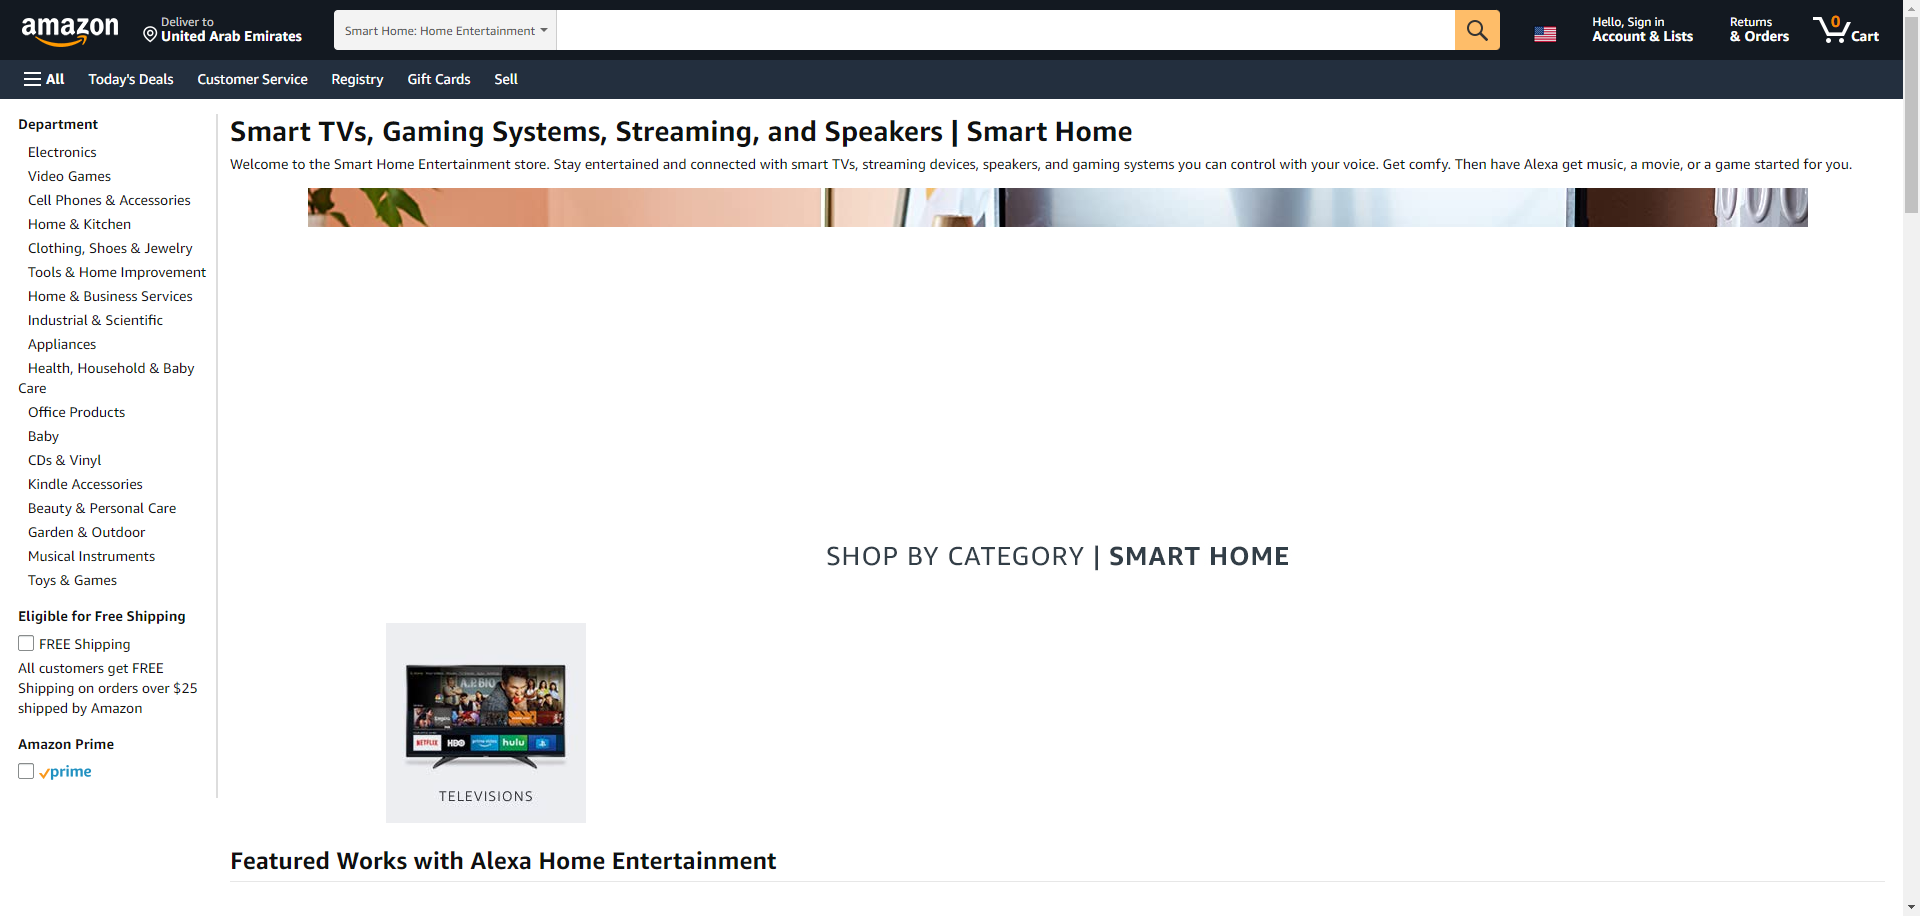 amazon
Deliver to
United Arab Emirates
Smart Home: Home Entertainment
Hello, Sign in
Account & Lists
Returns
& Orders
0
Cart
All
Today's Deals
Customer Service
Registry
Gift Cards
Sell
Department
Electronics
Video Games
Cell Phones & Accessories
Home & Kitchen
Clothing, Shoes & Jewelry
Tools & Home Improvement
Home & Business Services
Industrial & Scientific
Appliances
Health, Household & Baby
Care
Office Products
Baby
CDs & Vinyl
Kindle Accessories
Beauty & Personal Care
Garden & Outdoor
Musical Instruments
Toys & Games
Eligible for Free Shipping
FREE Shipping
All customers get FREE
Shipping on orders over $25
shipped by Amazon
Amazon Prime
prime
Smart TVs, Gaming Systems, Streaming, and Speakers | Smart Home
Welcome to the Smart Home Entertainment store. Stay entertained and connected with smart TVs, streaming devices, speakers, and gaming systems you can control with your voice. Get comfy. Then have Alexa get music, a movie, or a game started for you.
SHOP BY CATEGORY | SMART HOME
A.P. BIO
NETFLIX
HBO
prime video
hulu
TELEVISIONS
Featured Works with Alexa Home Entertainment